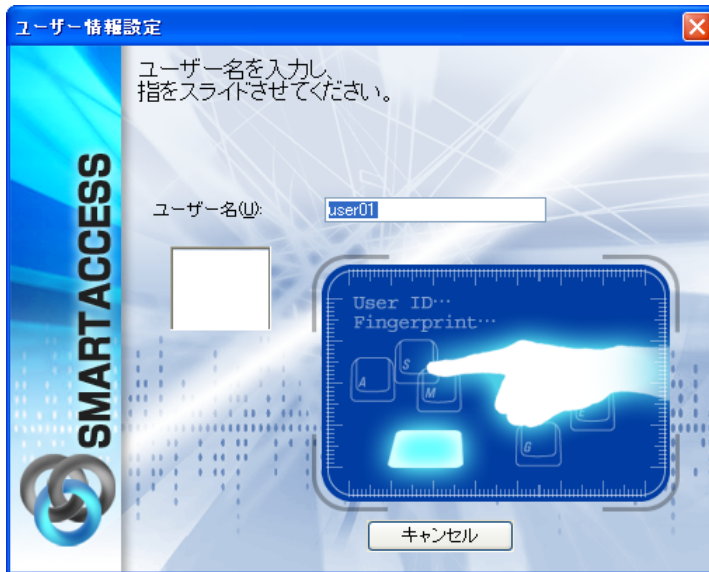 ユーザー情報設定
ユーザー名を入力し、
指をスライドさせてください。
SMARTACCESS
ユーザー名(U):
user01
User ID…
Fingerprint…
S
A
M
E
G
キャンセル